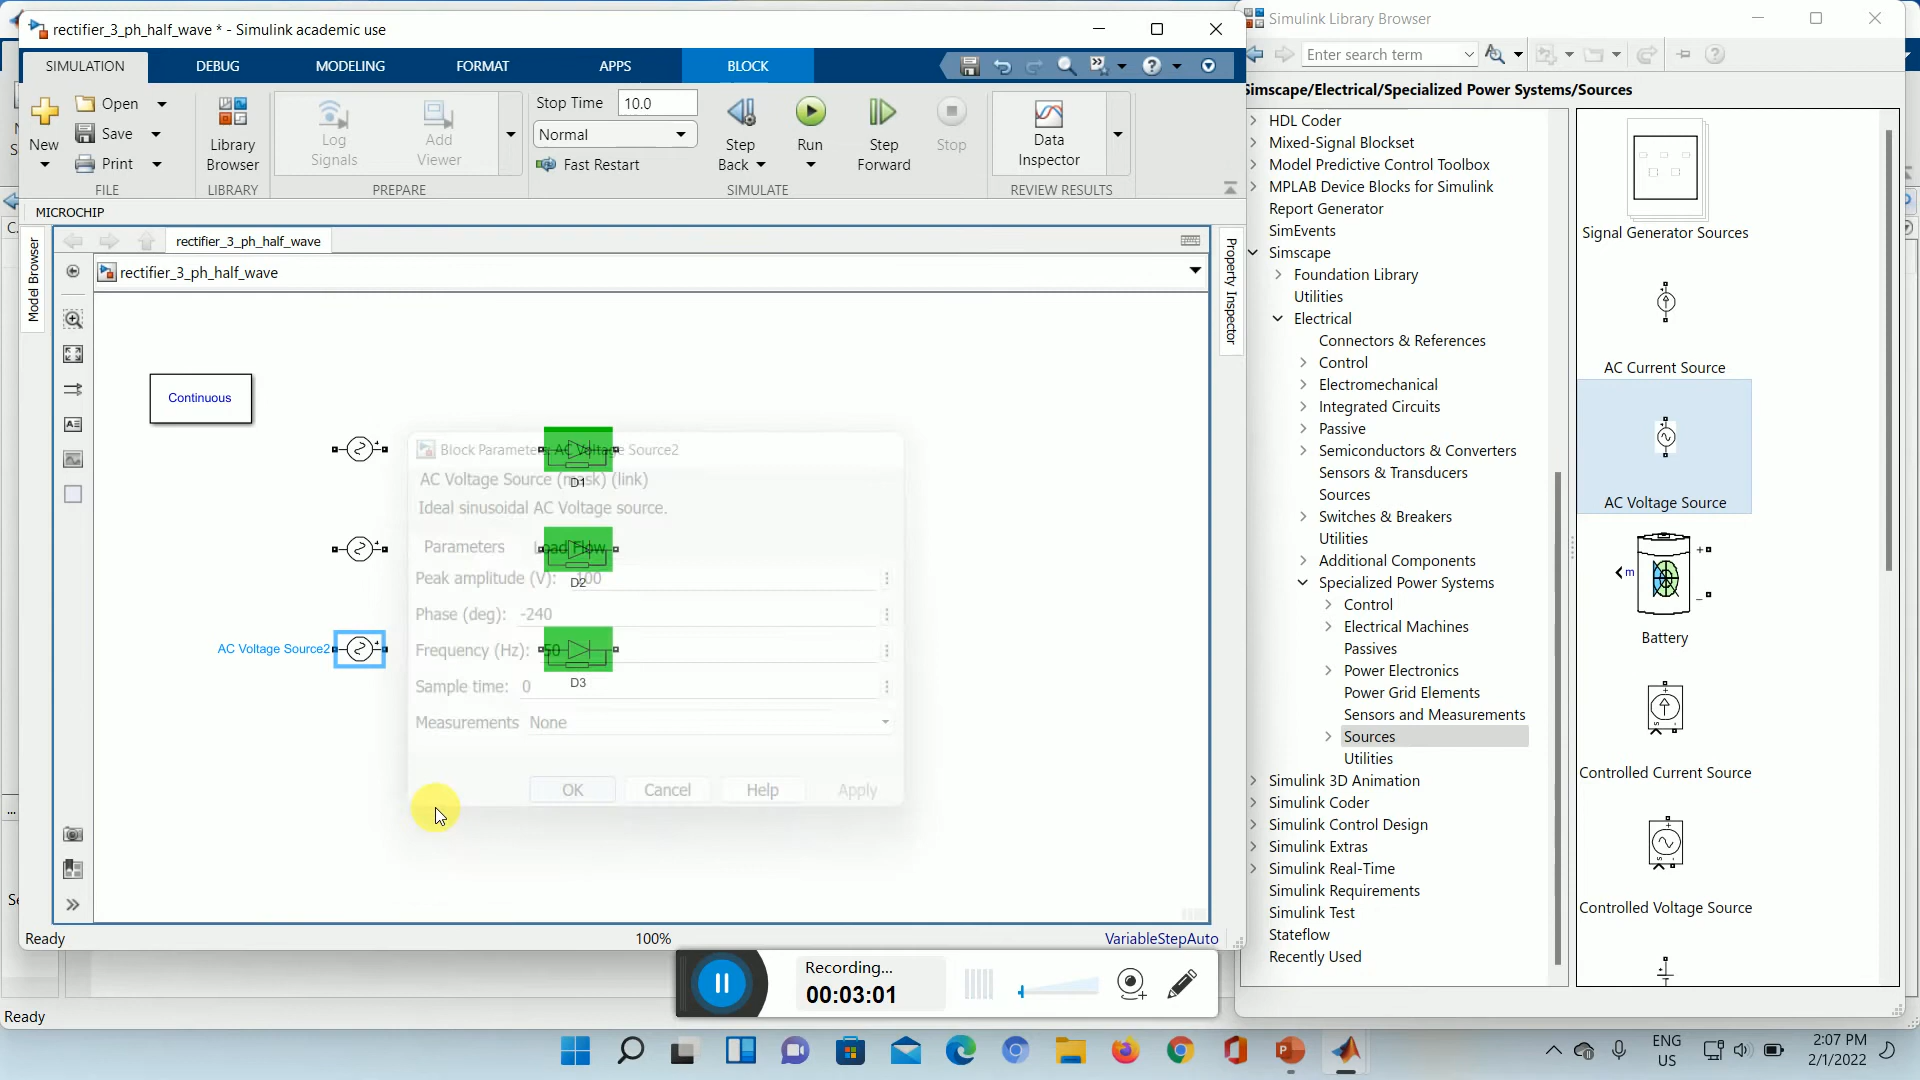 rectifier_3_ph_half_wave * - Simulink academic use
SIMULATION
DEBUG
MODELING
FORMAT
APPS
BLOCK
New
Open
Save
Print
FILE
Library
Browser
LIBRARY
Log
Signals
Add
Viewer
PREPARE
Stop Time
10.0
Normal
Fast Restart
Step
Back
Run
Step
Forward
Stop
SIMULATE
Data
Inspector
REVIEW RESULTS
MICROCHIP
Model Browser
rectifier_3_ph_half_wave
rectifier_3_ph_half_wave
Property Inspector
Continuous
Block Parameters: AC Voltage Source2
AC Voltage Source (mask) (link)
Ideal sinusoidal AC Voltage source.
Parameters
Load Flow
Peak amplitude (V): 100
Phase (deg): -240
Frequency (Hz): 50
Sample time: 0
Measurements None
OK
Cancel
Help
Apply
D1
D2
D3
AC Voltage Source2
Ready
100%
VariableStepAuto
Recording...
00:03:01
Ready
Simulink Library Browser
Enter search term
Simscape/Electrical/Specialized Power Systems/Sources
HDL Coder
Mixed-Signal Blockset
Model Predictive Control Toolbox
MPLAB Device Blocks for Simulink
Report Generator
SimEvents
Simscape
Foundation Library
Utilities
Electrical
Connectors & References
Control
Electromechanical
Integrated Circuits
Passive
Semiconductors & Converters
Sensors & Transducers
Sources
Switches & Breakers
Utilities
Additional Components
Specialized Power Systems
Control
Electrical Machines
Passives
Power Electronics
Power Grid Elements
Sensors and Measurements
Sources
Utilities
Simulink 3D Animation
Simulink Coder
Simulink Control Design
Simulink Extras
Simulink Real-Time
Simulink Requirements
Simulink Test
Stateflow
Recently Used
Signal Generator Sources
AC Current Source
AC Voltage Source
m
Battery
Controlled Current Source
Controlled Voltage Source
ENG
US
2:07 PM
2/1/2022